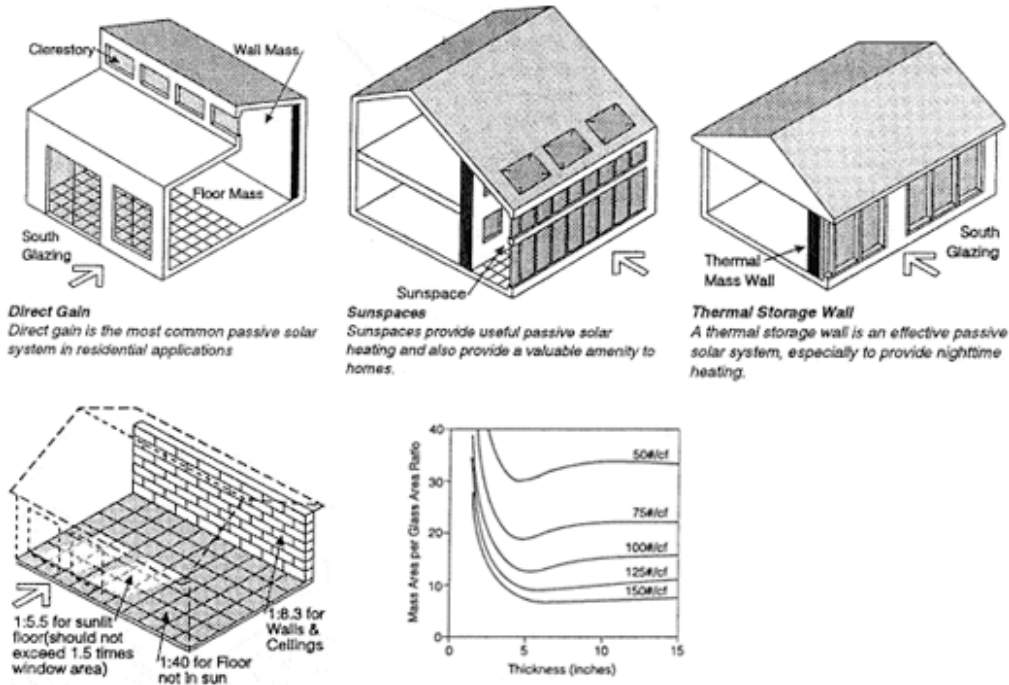 Clerestory
Wall Mass
Floor Mass
South
Glazing
Direct Gain
Direct gain is the most common passive solar
system in residential applications
Sunspace
Sunspaces
Sunspaces provide useful passive solar
heating and also provide a valuable amenity to
homes.
Thermal
Mass Wall
South
Glazing
Thermal Storage Wall
A thermal storage wall is an effective passive
solar system, especially to provide nighttime
heating.
1:5.5 for sunlit
floor(should not
exceed 1.5 times
window area)
1:40 for Floor
not In sun
1:8.3 for
Walls &
Ceilings
Mass Area per Glass Area Ratio
40
30
20
10
0
50#/cf
75#/cf
100#/cf
125#/cf
150#/cf
0
5
10
15
Thickness (inches)